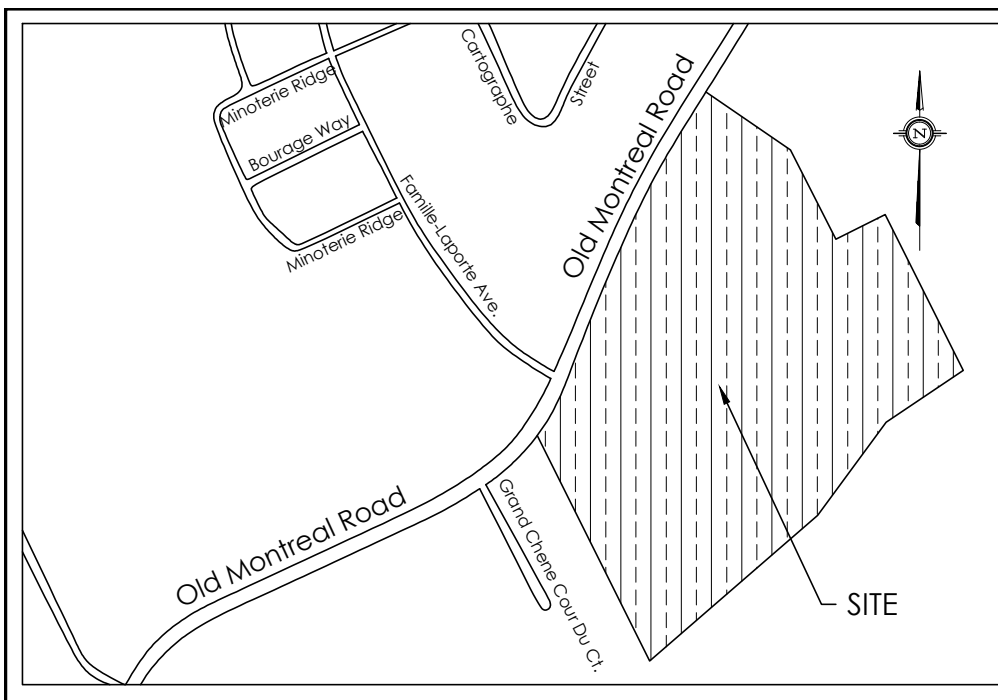 Cartographe
Street
Minoterie Ridge
Bourage Way
Minoterie Ridge
Famille-Laporte Ave.
Old Montreal Road
N
Old Montreal Road
Grand Chene Cour Du Ct.
SITE